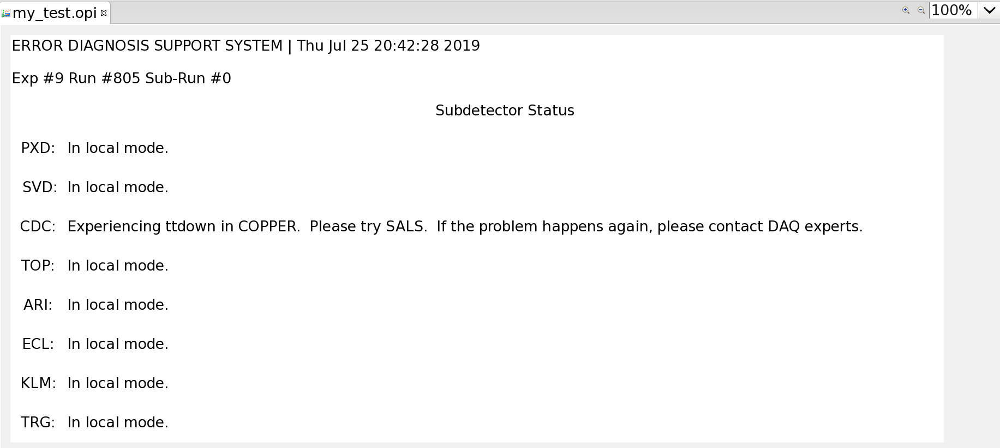 my_test.opi
100%
ERROR DIAGNOSIS SUPPORT SYSTEM | Thu Jul 25 20:42:28 2019
Exp #9 Run #805 Sub-Run #0
Subdetector Status
PXD: In local mode.
SVD: In local mode.
CDC: Experiencing ttdown in COPPER.  Please try SALS.  If the problem happens again, please contact DAQ experts.
TOP: In local mode.
ARI: In local mode.
ECL: In local mode.
KLM: In local mode.
TRG: In local mode.